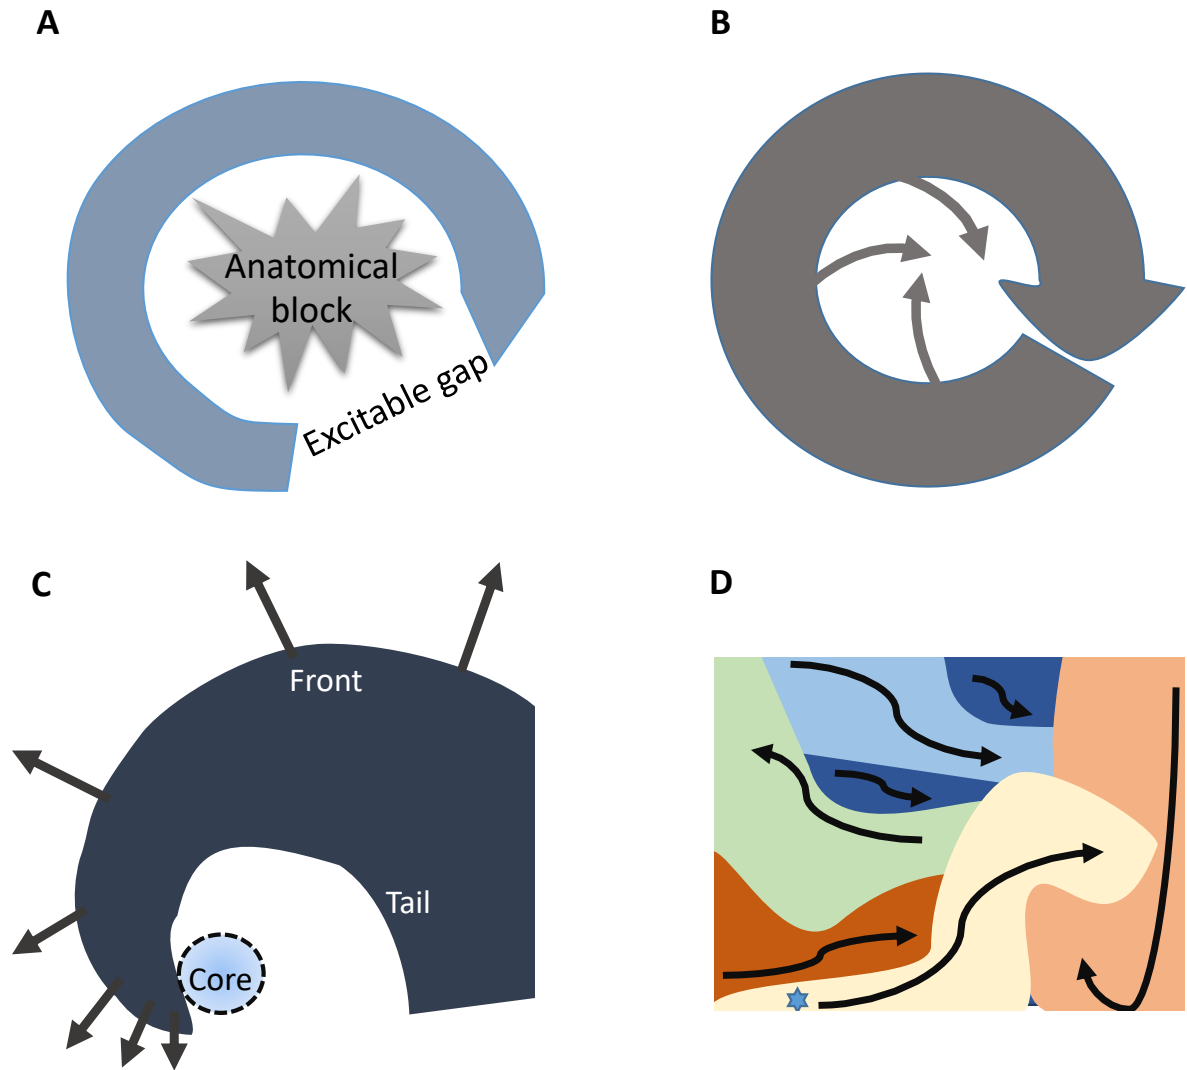 A
B
Anatomical
block
Excitable gap
C
D
Front
Tail
Core